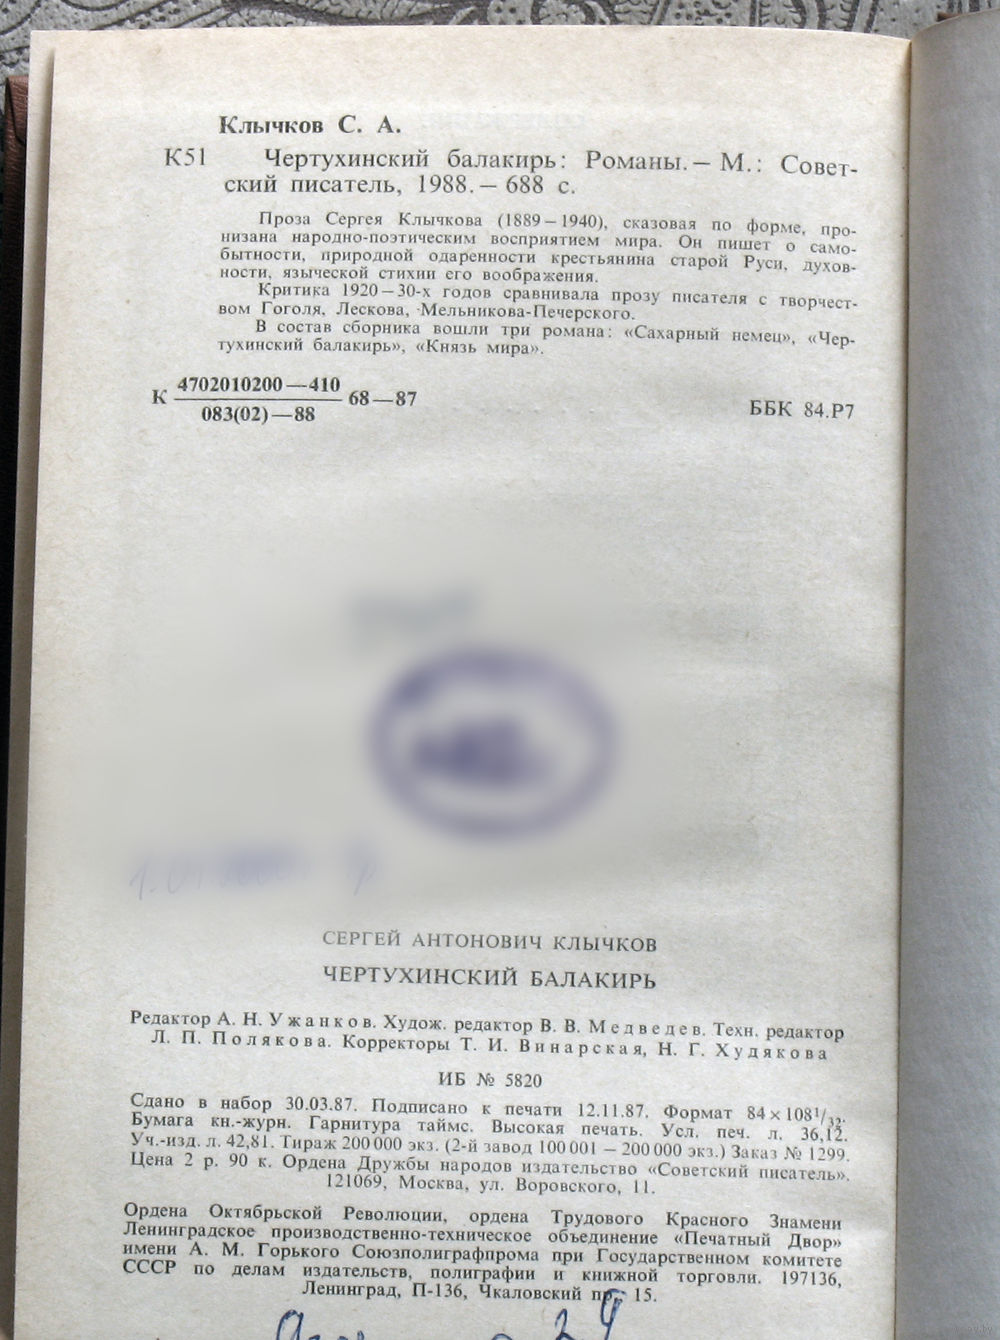 Клычков С. А.
К51 Чертухинский балакирь: Романы. — М.: Совет-
ский писатель, 1988. — 688 с.
Проза Сергея Клычкова (1889 — 1940), сказовая по форме, про-
низана народно-поэтическим восприятием мира. Он пишет о само-
бытности, природной одаренности крестьянина старой Руси, духов-
ности, языческой стихии его воображения.
Критика 1920 — 30-х годов сравнивала прозу писателя с творчест-
вом Гоголя, Лескова, Мельникова-Печерского.
В состав сборника вошли три романа: «Сахарный немец», «Чер-
тухинский балакирь», «Князь мира».
К 4702010200—410 68—87
083(02)—88
ББК 84.Р7
СЕРГЕЙ АНТОНОВИЧ КЛЫЧКОВ
ЧЕРТУХИНСКИЙ БАЛАКИРЬ
Редактор А. Н. Ужанков. Худож. редактор В. В. Медведев. Техн. редактор
Л. П. Полякова. Корректоры Т. И. Винарская, Н. Г. Худякова
ИБ № 5820
Сдано в набор 30.03.87. Подписано к печати 12.11.87. Формат 84×108 1/32.
Бумага кн.-журн. Гарнитура таймс. Высокая печать. Усл. печ. л. 36,12.
Уч.-изд. л. 42,81. Тираж 200 000 экз. (2-й завод 100 001 — 200 000 экз.) Заказ № 1299.
Цена 2 р. 90 к. Ордена Дружбы народов издательство «Советский писатель».
121069, Москва, ул. Воровского, 11.
Ордена Октябрьской Революции, ордена Трудового Красного Знамени
Ленинградское производственно-техническое объединение «Печатный Двор»
имени А. М. Горького Союзполиграфпрома при Государственном комитете
СССР по делам издательств, полиграфии и книжной торговли. 197136,
Ленинград, П-136, Чкаловский пр., 15.